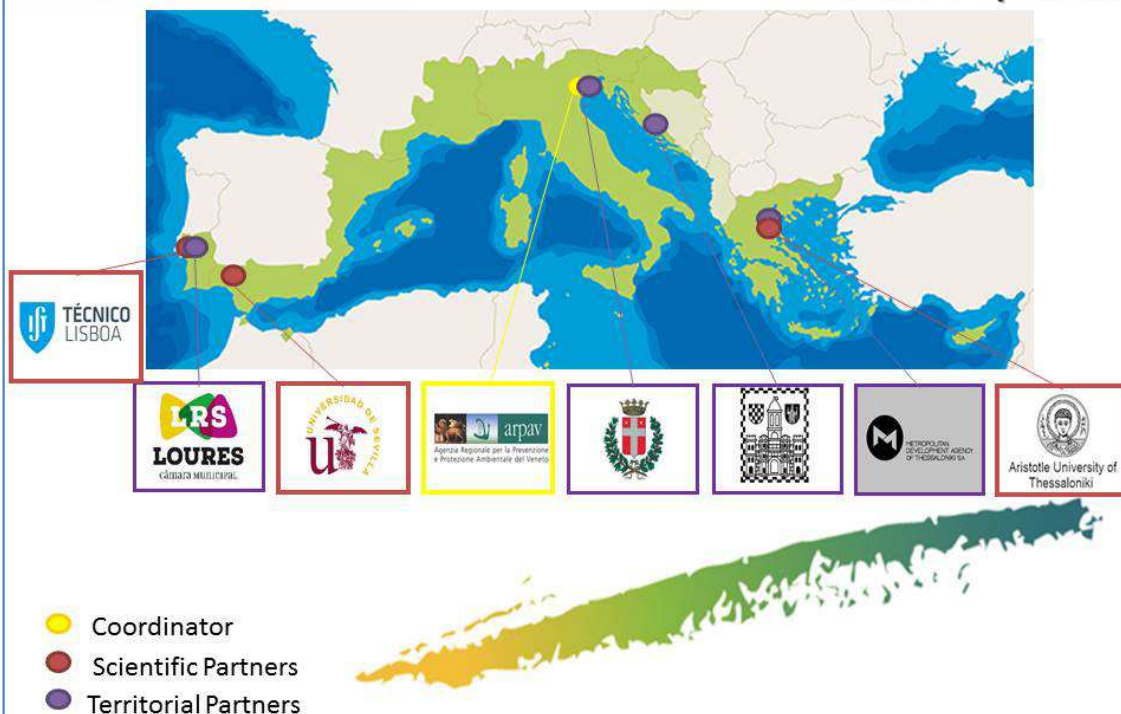 TÉCNICO
LISBOA
LRS
LOURES
CÂMARA MUNICIPAL
UNIVERSIDAD DE SEVILLA
arpav
Agenzia Regionale per la Prevenzione
e Protezione Ambientale del Veneto
METROPOLITAN
DEVELOPMENT AGENCY
OF THESSALONIKI SA
Aristotle University of
Thessaloniki
Coordinator
Scientific Partners
Territorial Partners